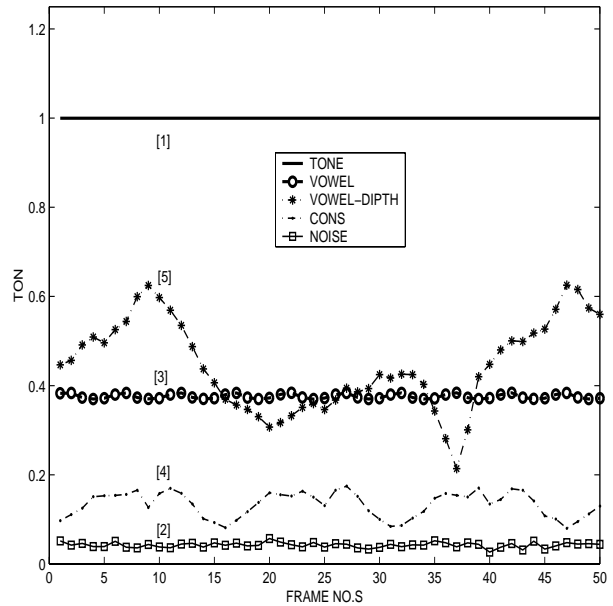 1.2
1
[1]
TONE
VOWEL
VOWEL-DIPTH
CONS
NOISE
0.8
TON
[5]
0.6
[3]
0.4
[4]
0.2
[2]
0
0 5 10 15 20 25 30 35 40 45 50
FRAME NO.S